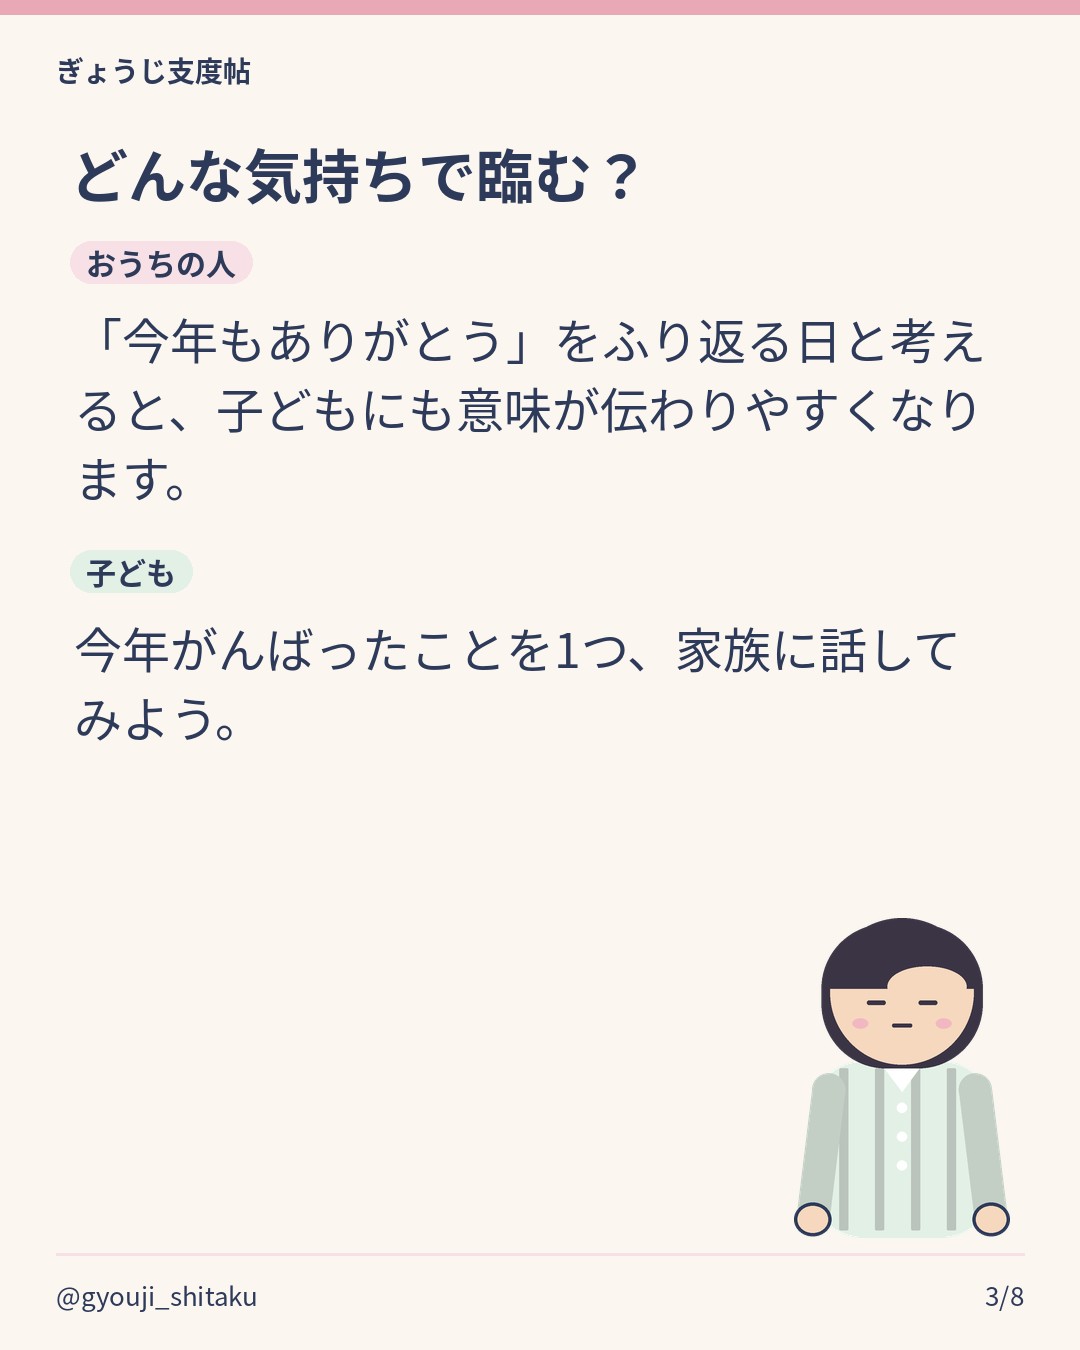 ぎょうじ支度帖
どんな気持ちで臨む？
おうちの人
「今年もありがとう」をふり返る日と考え
ると、子どもにも意味が伝わりやすくなり
ます。
子ども
今年がんばったことを1つ、家族に話して
みよう。
@gyouji_shitaku
3/8